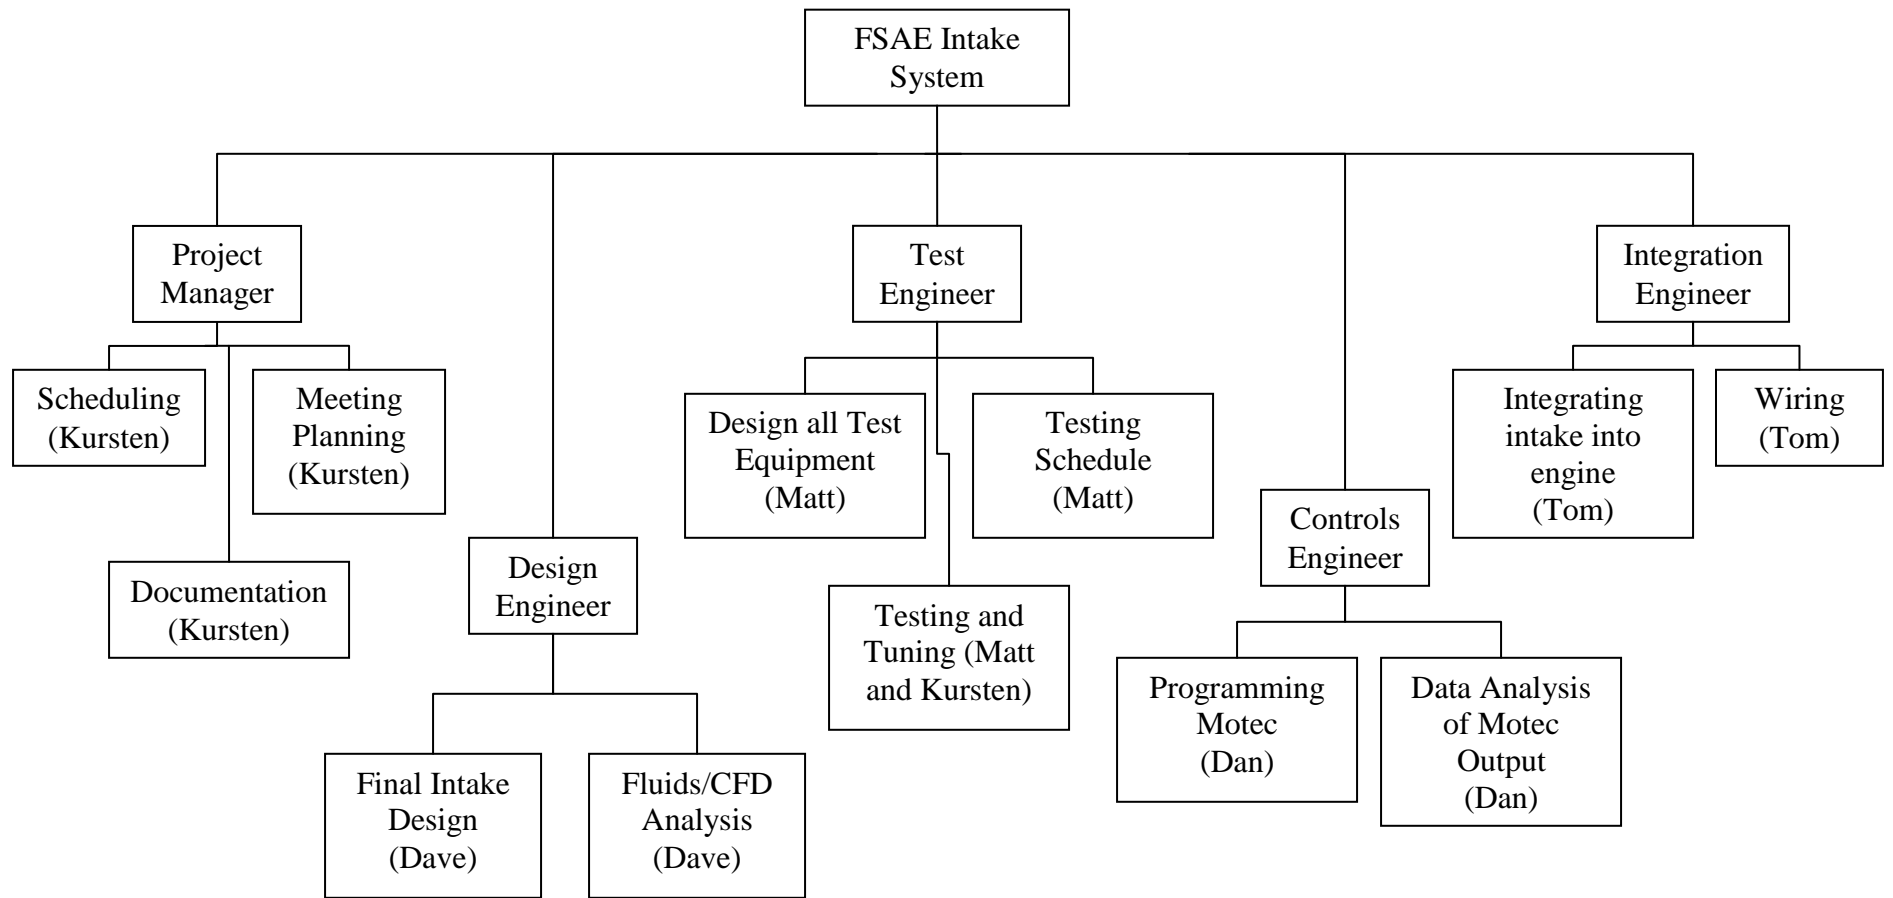 FSAE Intake
System
Project
Manager
Scheduling
(Kursten)
Meeting
Planning
(Kursten)
Documentation
(Kursten)
Design
Engineer
Final Intake
Design
(Dave)
Fluids/CFD
Analysis
(Dave)
Test
Engineer
Design all Test
Equipment
(Matt)
Testing
Schedule
(Matt)
Testing and
Tuning (Matt
and Kursten)
Controls
Engineer
Programming
Motec
(Dan)
Data Analysis
of Motec
Output
(Dan)
Integration
Engineer
Integrating
intake into
engine
(Tom)
Wiring
(Tom)